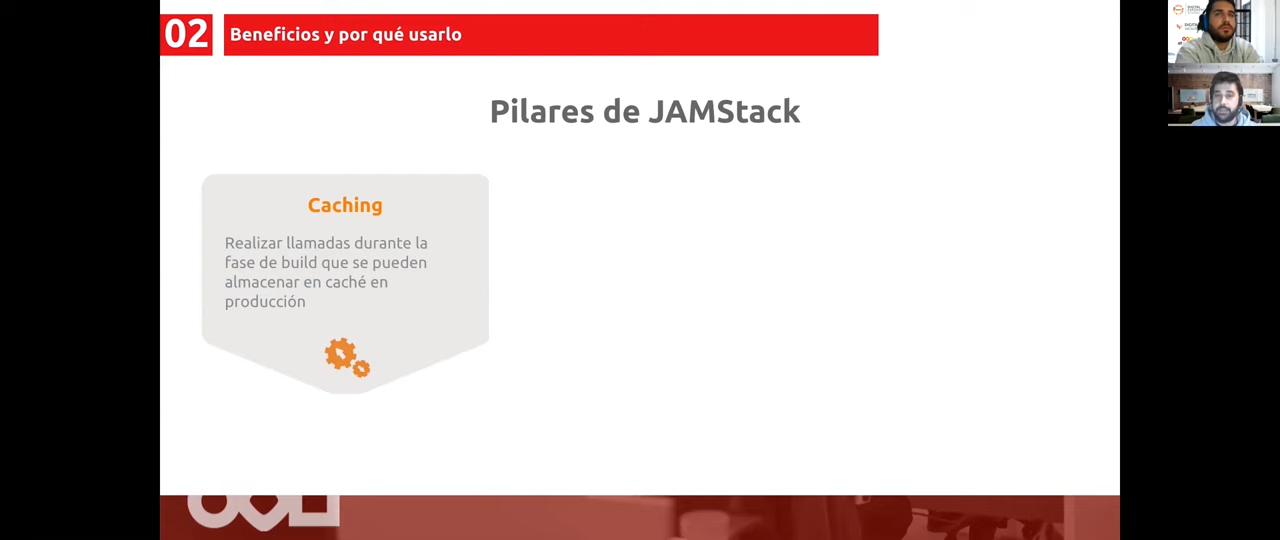 02
Beneficios y por qué usarlo
Pilares de JAMStack
Caching
Realizar llamadas durante la
fase de build que se pueden
almacenar en caché en
producción